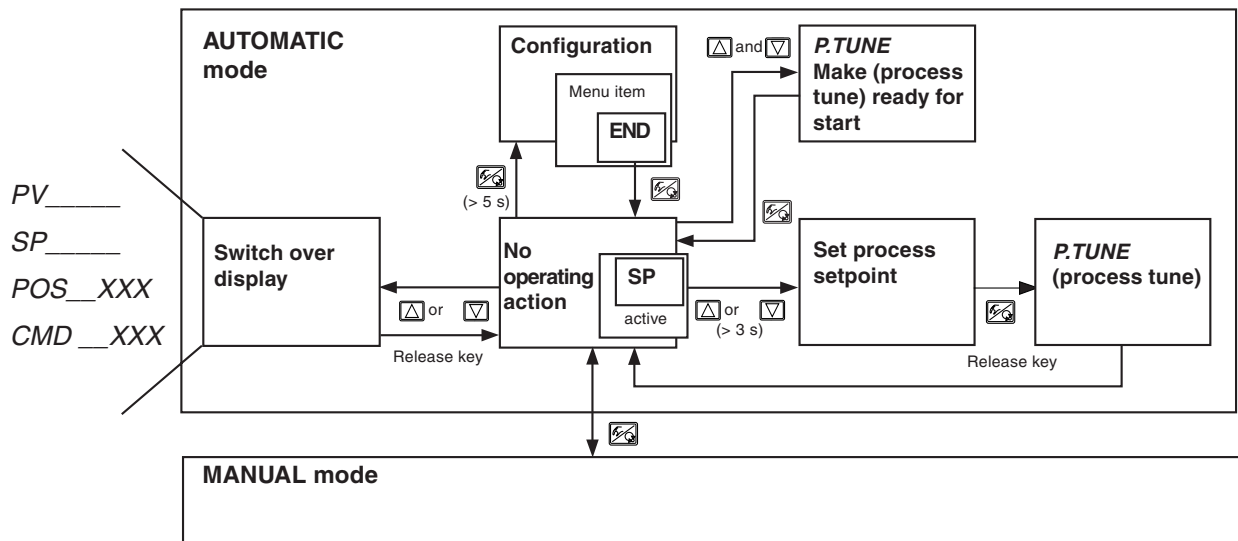 AUTOMATIC
mode
Configuration
Menu item
END
and
P.TUNE
Make (process
tune) ready for
start
(> 5 s)
PV_____
SP_____
POS__XXX
CMD __XXX
Switch over
display
or
Release key
No
operating
action
SP
active
or
(> 3 s)
Set process
setpoint
P.TUNE
(process tune)
Release key
MANUAL mode